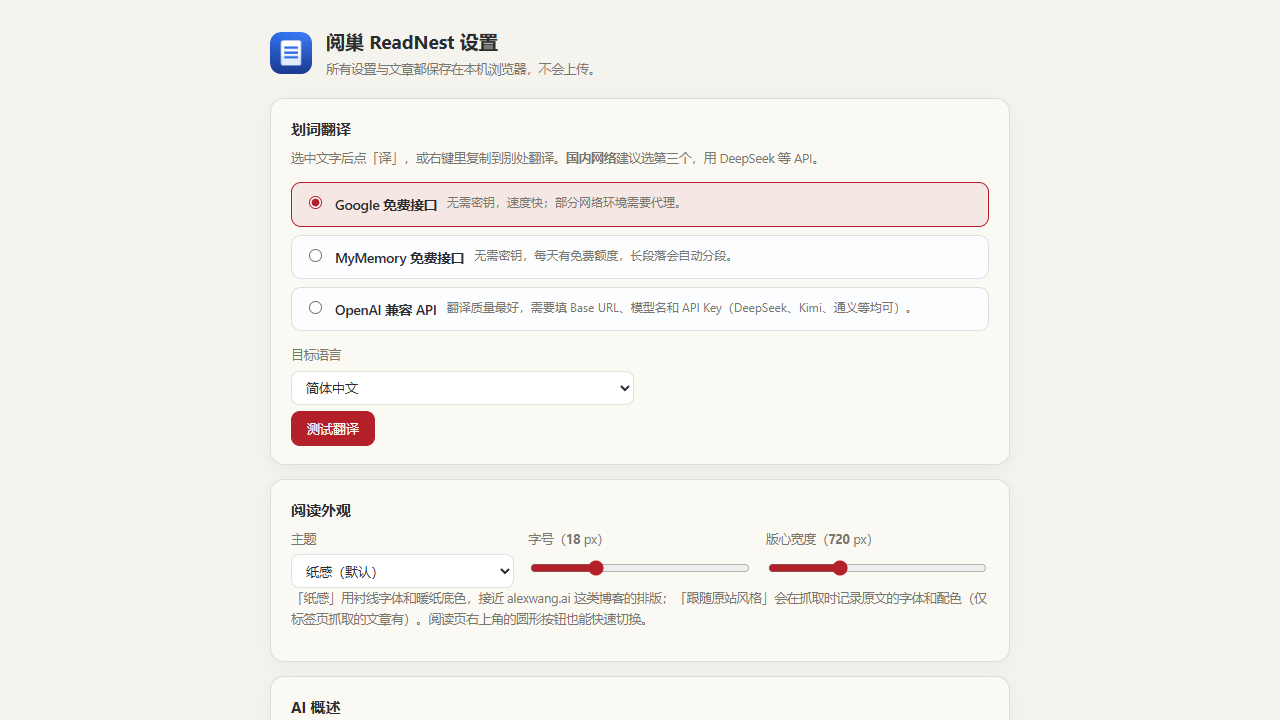 阅巢 ReadNest 设置
所有设置与文章都保存在本机浏览器，不会上传。
划词翻译
选中文字后点「译」，或右键里复制到别处翻译。国内网络建议选第三个，用 DeepSeek 等 API。
Google 免费接口 无需密钥，速度快；部分网络环境需要代理。
MyMemory 免费接口 无需密钥，每天有免费额度，长段落会自动分段。
OpenAI 兼容 API 翻译质量最好，需要填 Base URL、模型名和 API Key（DeepSeek、Kimi、通义等均可）。
目标语言
简体中文
测试翻译
阅读外观
主题 字号（18 px） 版心宽度（720 px）
纸感（默认）
「纸感」用衬线字体和暖纸底色，接近 alexwang.ai 这类博客的排版；「跟随原站风格」会在抓取时记录原文的字体和配色（仅
标签页抓取的文章有）。阅读页右上角的圆形按钮也能快速切换。
AI 概述